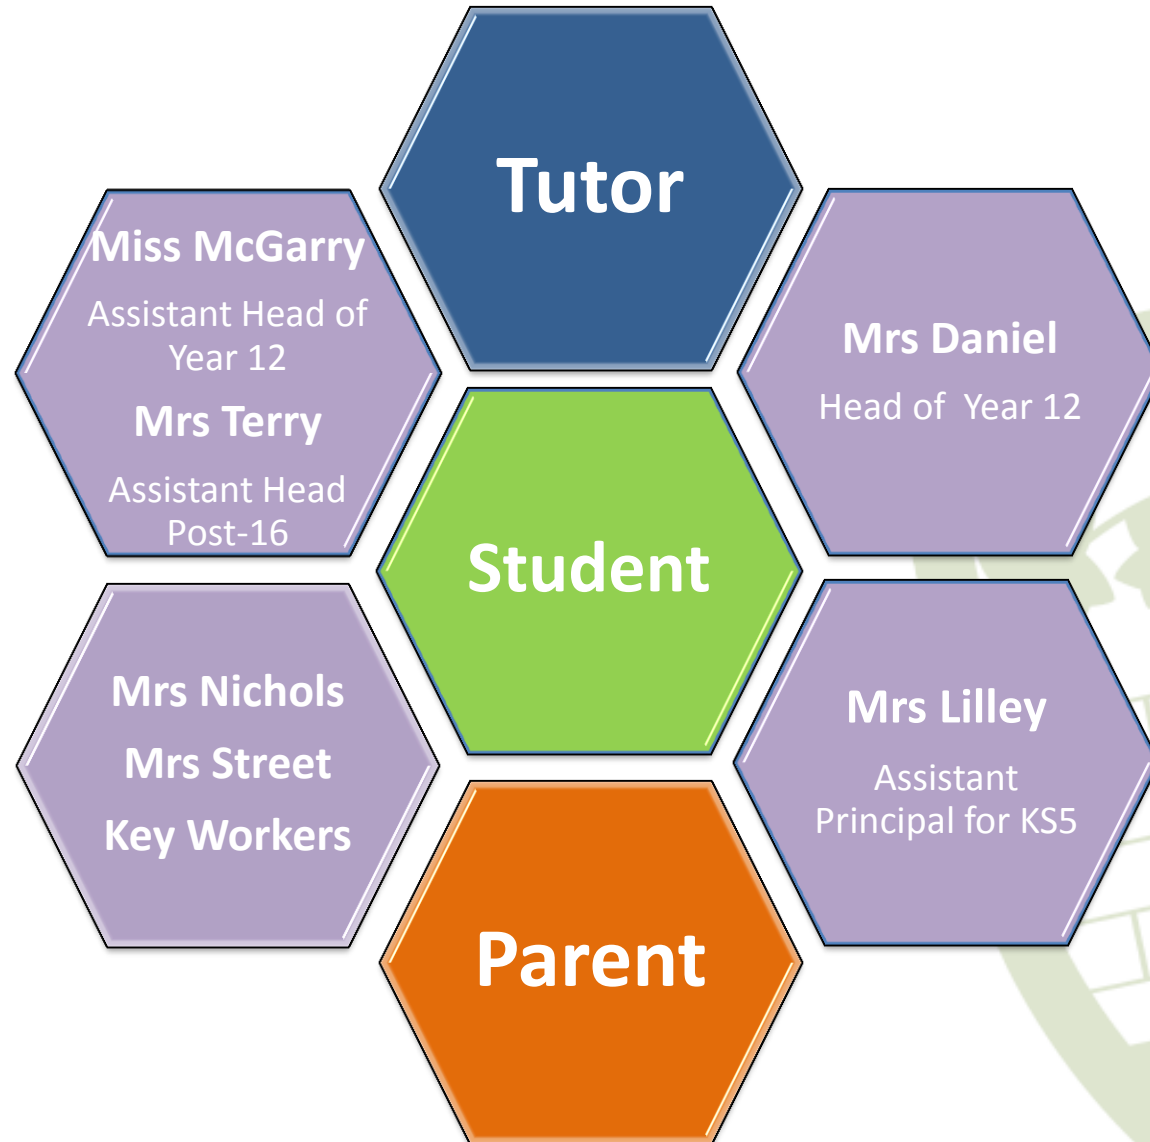 Tutor
Miss McGarry
Assistant Head of
Year 12
Mrs Terry
Assistant Head
Post-16
Mrs Daniel
Head of  Year 12
Student
Mrs Nichols
Mrs Street
Key Workers
Mrs Lilley
Assistant
Principal for KS5
Parent